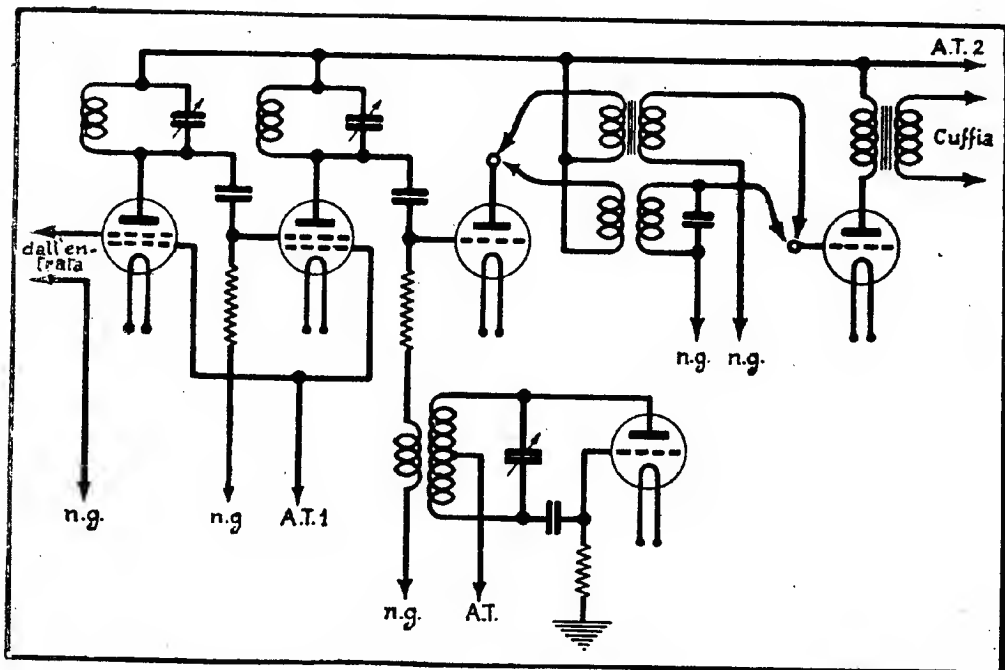 A.T. 2
Cuffia
dall'en-
trata
n.g. n.g.
n.g.
n.g
A.T. 1
n.g.
A.T.